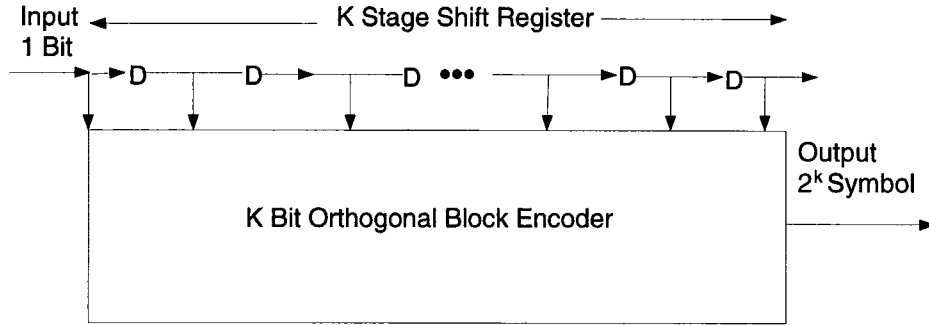 Input
1 Bit
K Stage Shift Register
D D D ••• D D
K Bit Orthogonal Block Encoder
Output
2ᵏ Symbol